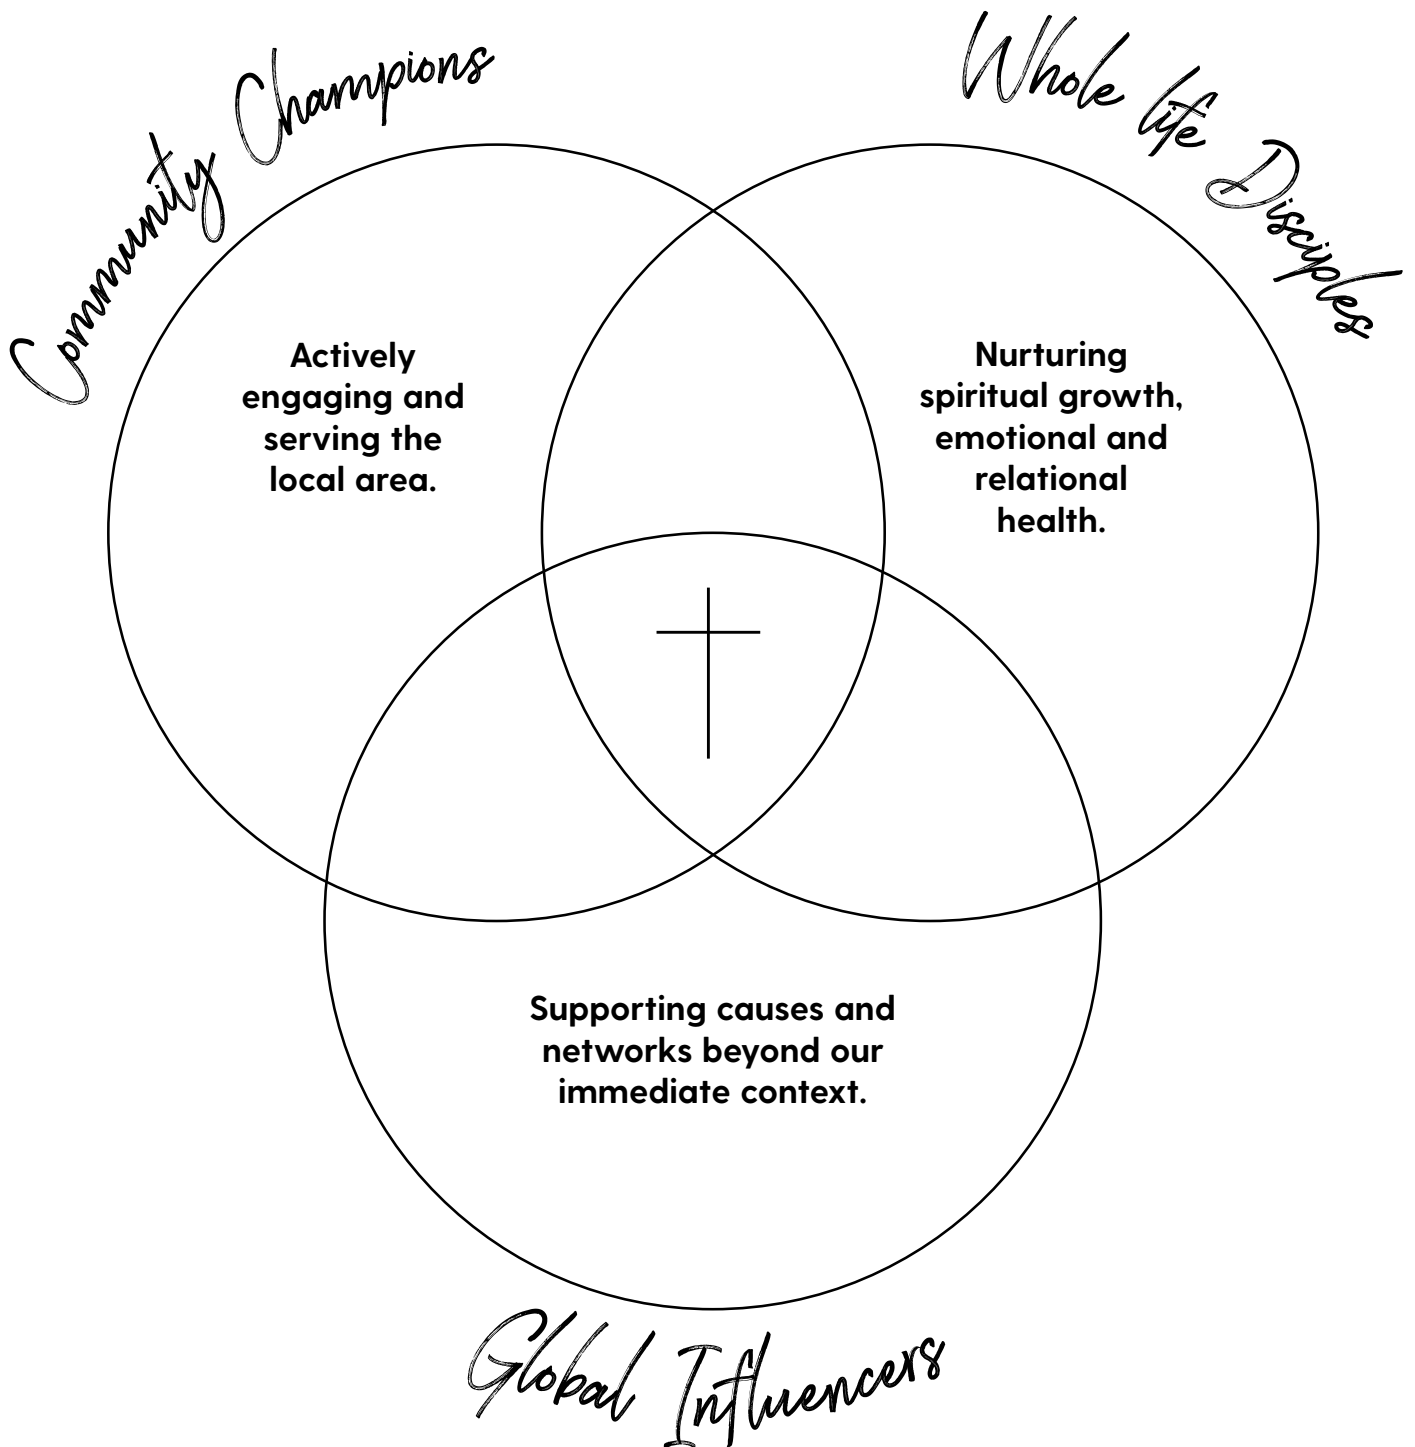 Community Champions
Whole life Disciples
Actively
engaging and
serving the
local area.
Nurturing
spiritual growth,
emotional and
relational
health.
Supporting causes and
networks beyond our
immediate context.
Global Influencers